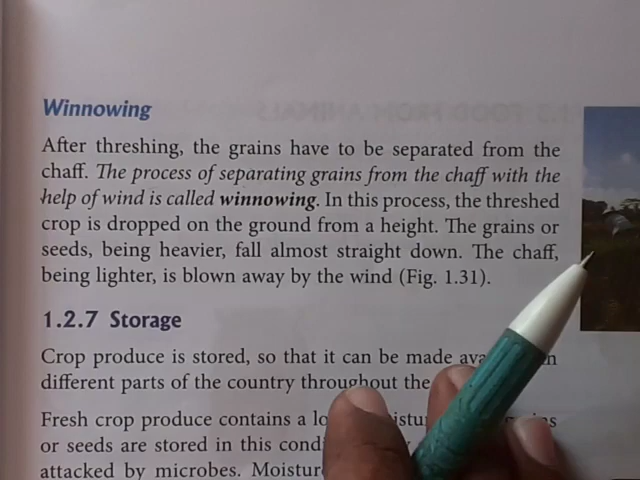 Winnowing
After threshing, the grains have to be separated from the
chaff. The process of separating grains from the chaff with the
help of wind is called winnowing. In this process, the threshed
crop is dropped on the ground from a height. The grains or
seeds, being heavier, fall almost straight down. The chaff,
being lighter, is blown away by the wind (Fig. 1.31).
1.2.7 Storage
Crop produce is stored, so that it can be made
different parts of the country throughout the
Fresh crop produce contains a
or seeds are stored in this
attacked by microbes.